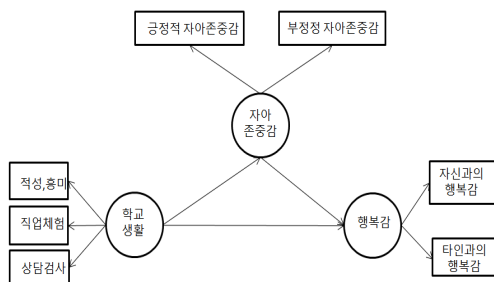 긍정적 자아존중감
부정정 자아존중감
자아
존중감
적성,흥미
직업체험
상담검사
학교
생활
행복감
자신과의
행복감
타인과의
행복감